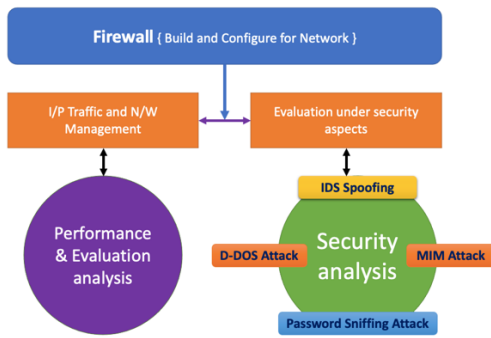 Firewall { Build and Configure for Network }
I/P Traffic and N/W
Management
Evaluation under security
aspects
IDS Spoofing
Performance
& Evaluation
analysis
D-DOS Attack
Security
analysis
MIM Attack
Password Sniffing Attack